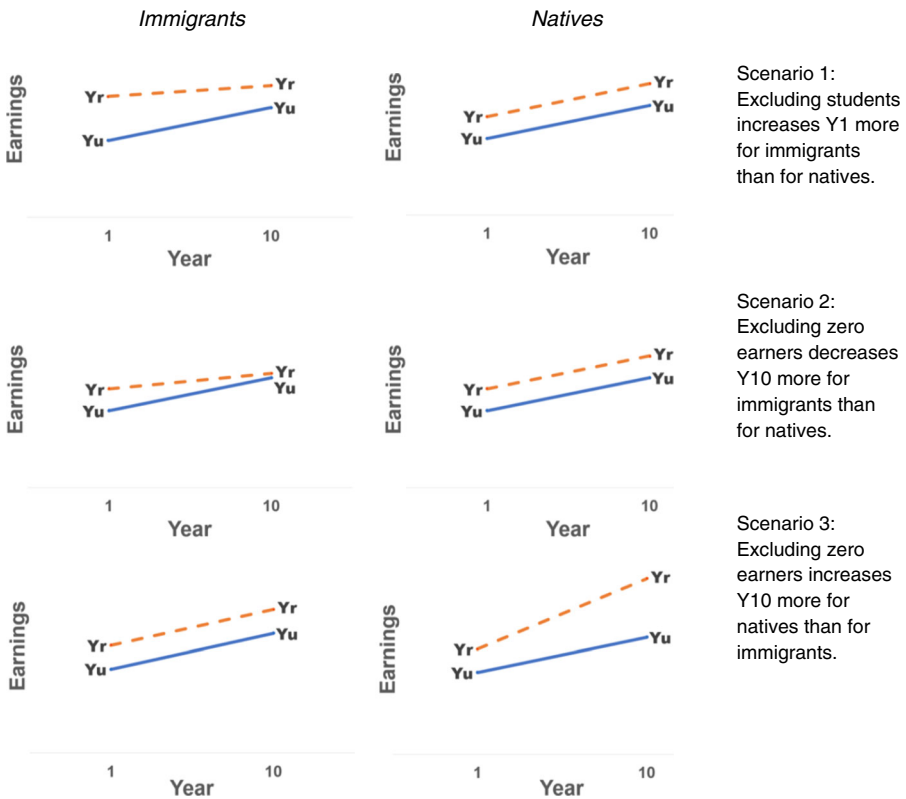 Immigrants
Natives
Earnings
Yr
Yr
Yu
Yu
1
10
Year
Earnings
Yr
Yr
Yu
Yu
1
10
Year
Scenario 1:
Excluding students
increases Y1 more
for immigrants
than for natives.
Earnings
Yr
Yr
Yu
Yu
1
10
Year
Earnings
Yr
Yr
Yu
Yu
1
10
Year
Scenario 2:
Excluding zero
earners decreases
Y10 more for
immigrants than
for natives.
Earnings
Yr
Yr
Yu
Yu
1
10
Year
Earnings
Yr
Yr
Yu
Yu
1
10
Year
Scenario 3:
Excluding zero
earners increases
Y10 more for
natives than for
immigrants.